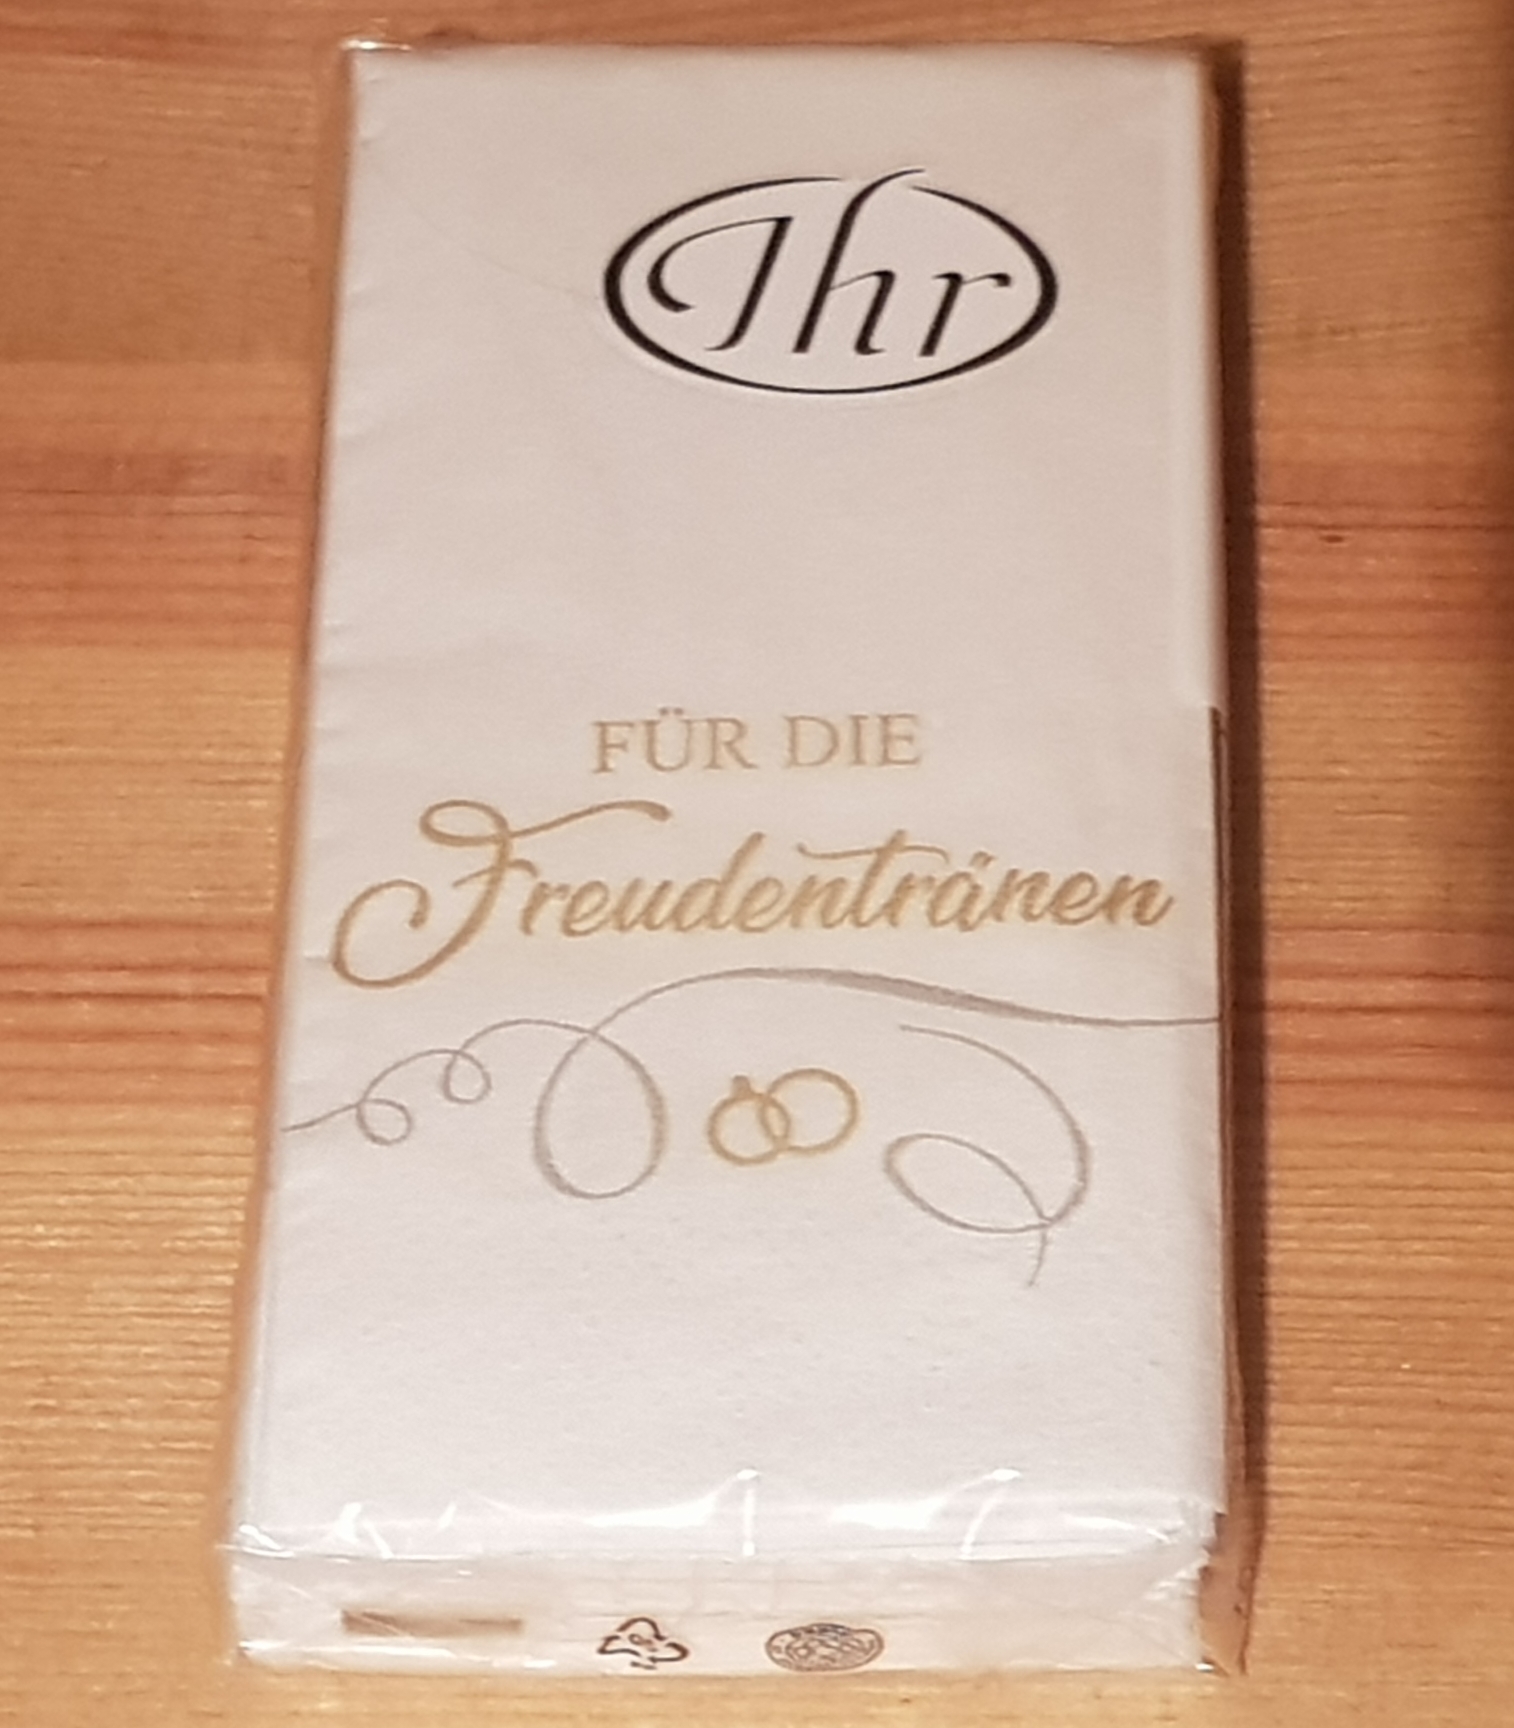 Ihr
FÜR DIE
Freudentränen